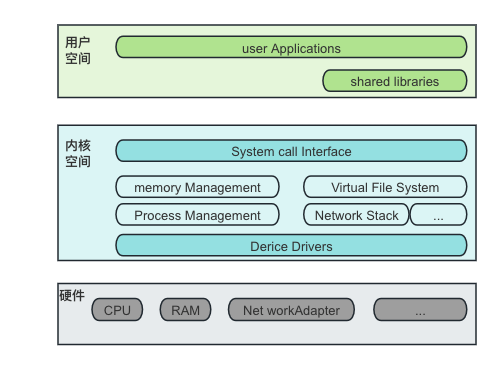 用户
空间
user Applications
shared libraries
内核
空间
System call Interface
memory Management
Virtual File System
Process Management
Network Stack
...
Derice Drivers
硬件
CPU
RAM
Net workAdapter
...